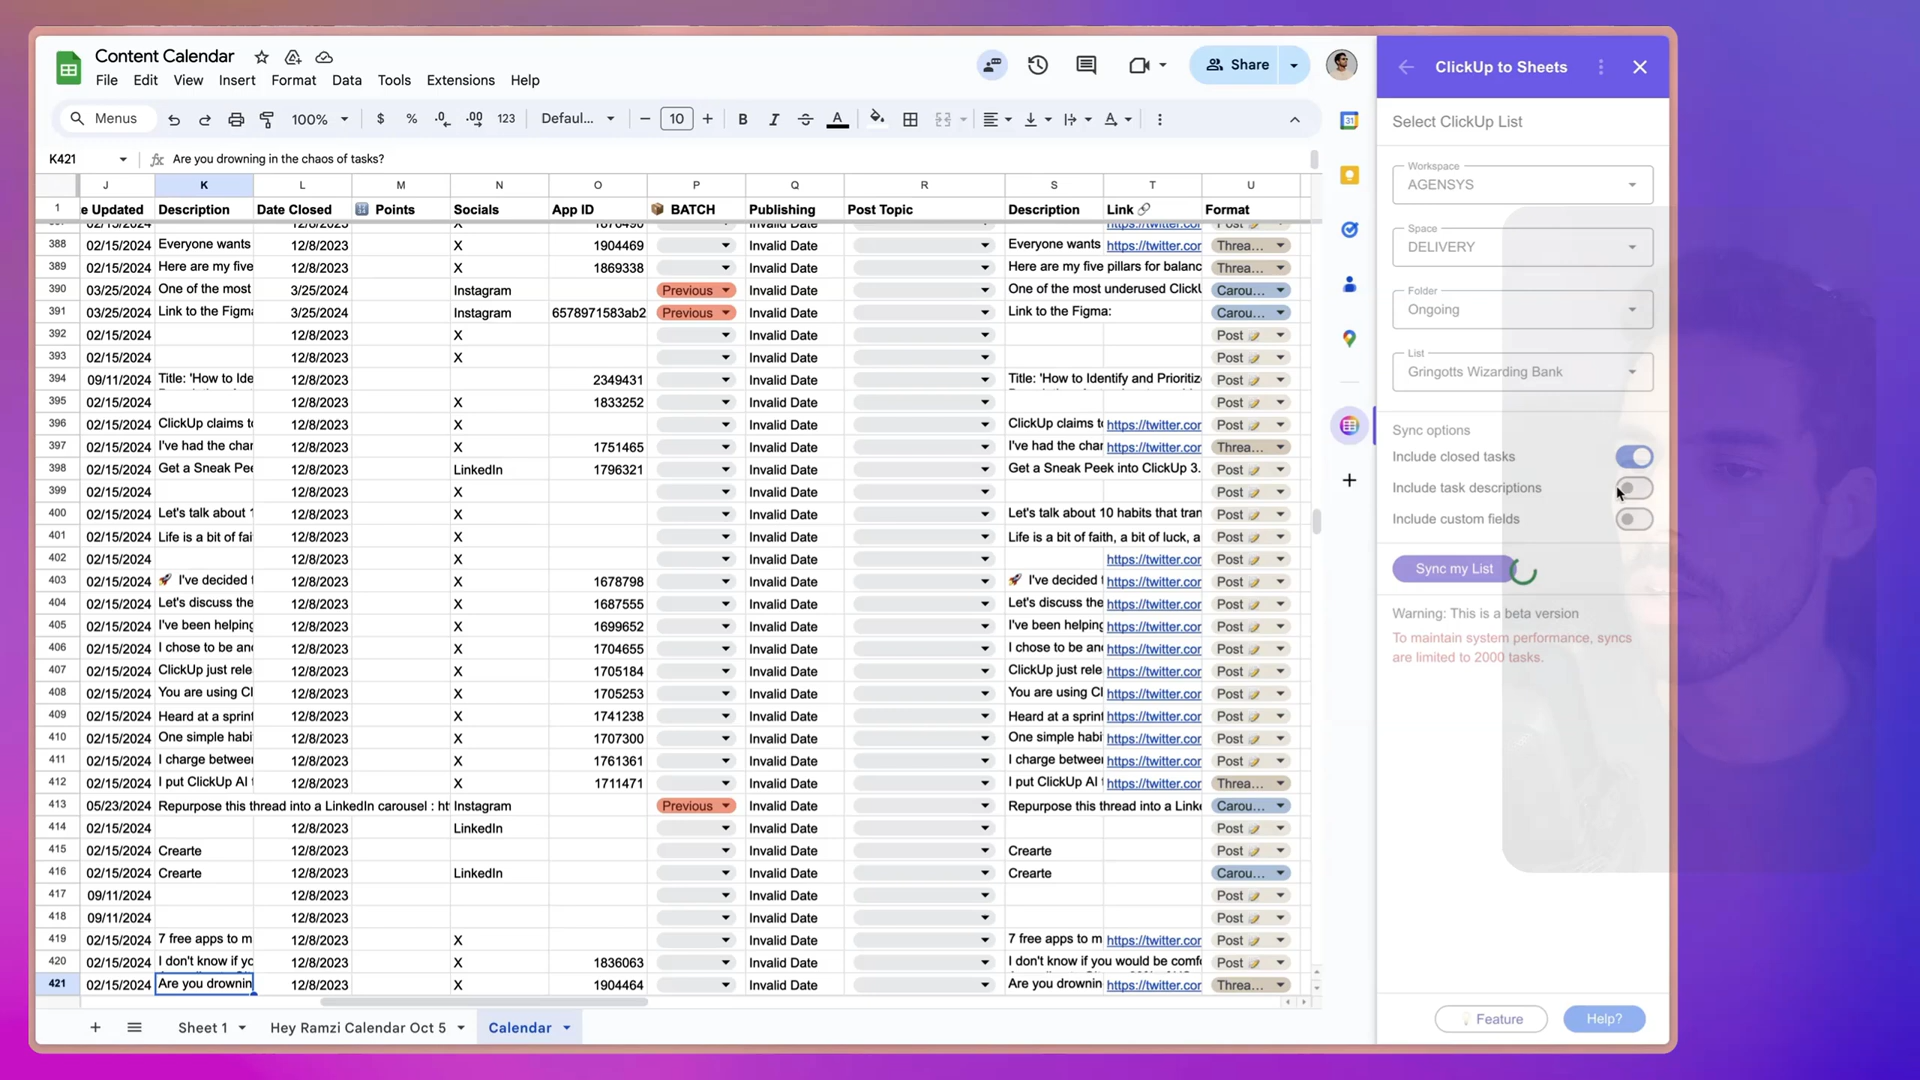 Content Calendar
File Edit View Insert Format Data Tools Extensions Help
Share
Menus 100% $ % .0 .00 123 Defaul... 10 B I A
K421 fx Are you drowning in the chaos of tasks?
J K L M N O P Q R S T U
1 e Updated Description Date Closed Points Socials App ID BATCH Publishing Post Topic Description Link Format
388 02/15/2024 Everyone wants 12/8/2023 X 1904469 Invalid Date Everyone wants https://twitter.cor Threa...
389 02/15/2024 Here are my five 12/8/2023 X 1869338 Invalid Date Here are my five pillars for balanc Threa...
390 03/25/2024 One of the most 3/25/2024 Instagram Previous Invalid Date One of the most underused ClickU Carou...
391 03/25/2024 Link to the Figma 3/25/2024 Instagram 6578971583ab2 Previous Invalid Date Link to the Figma: Carou...
392 02/15/2024 12/8/2023 X Invalid Date Post
393 02/15/2024 12/8/2023 X Invalid Date Post
394 09/11/2024 Title: 'How to Ide 12/8/2023 2349431 Invalid Date Title: 'How to Identify and Prioritiz Post
395 02/15/2024 12/8/2023 X 1833252 Invalid Date Post
396 02/15/2024 ClickUp claims to 12/8/2023 X Invalid Date ClickUp claims to https://twitter.cor Post
397 02/15/2024 I've had the char 12/8/2023 X 1751465 Invalid Date I've had the char https://twitter.cor Threa...
398 02/15/2024 Get a Sneak Pee 12/8/2023 LinkedIn 1796321 Invalid Date Get a Sneak Peek into ClickUp 3. Post
399 02/15/2024 12/8/2023 X Invalid Date Post
400 02/15/2024 Let's talk about 12/8/2023 X Invalid Date Let's talk about 10 habits that tran Post
401 02/15/2024 Life is a bit of fai 12/8/2023 X Invalid Date Life is a bit of faith, a bit of luck, a Post
402 02/15/2024 12/8/2023 X Invalid Date https://twitter.cor Post
403 02/15/2024 🚀 I've decided 12/8/2023 X 1678798 Invalid Date 🚀 I've decided https://twitter.cor Post
404 02/15/2024 Let's discuss the 12/8/2023 X 1687555 Invalid Date Let's discuss the https://twitter.cor Post
405 02/15/2024 I've been helping 12/8/2023 X 1699652 Invalid Date I've been helping https://twitter.cor Post
406 02/15/2024 I chose to be an 12/8/2023 X 1704655 Invalid Date I chose to be an https://twitter.cor Post
407 02/15/2024 ClickUp just rele 12/8/2023 X 1705184 Invalid Date ClickUp just rele https://twitter.cor Post
408 02/15/2024 You are using Cl 12/8/2023 X 1705253 Invalid Date You are using Cl https://twitter.cor Post
409 02/15/2024 Heard at a sprin 12/8/2023 X 1741238 Invalid Date Heard at a sprin https://twitter.cor Post
410 02/15/2024 One simple habi 12/8/2023 X 1707300 Invalid Date One simple habi https://twitter.cor Post
411 02/15/2024 I charge between 12/8/2023 X 1761361 Invalid Date I charge between https://twitter.cor Post
412 02/15/2024 I put ClickUp AI 12/8/2023 X 1711471 Invalid Date I put ClickUp AI https://twitter.cor Threa...
413 05/23/2024 Repurpose this thread into a LinkedIn carousel : ht Instagram Previous Invalid Date Repurpose this thread into a Linke Carou...
414 02/15/2024 12/8/2023 LinkedIn Invalid Date Post
415 02/15/2024 Crearte 12/8/2023 Invalid Date Crearte Post
416 02/15/2024 Crearte 12/8/2023 LinkedIn Invalid Date Crearte Carou...
417 09/11/2024 12/8/2023 Invalid Date Post
418 09/11/2024 12/8/2023 Invalid Date Post
419 02/15/2024 7 free apps to m 12/8/2023 X Invalid Date 7 free apps to m https://twitter.cor Post
420 02/15/2024 I don't know if yo 12/8/2023 X 1836063 Invalid Date I don't know if you would be comfo Post
421 02/15/2024 Are you drownin 12/8/2023 X 1904464 Invalid Date Are you drownin https://twitter.cor Threa...
Sheet 1 Hey Ramzi Calendar Oct 5 Calendar
31
ClickUp to Sheets
Select ClickUp List
Workspace
AGENSYS
Space
DELIVERY
Folder
Ongoing
List
Gringotts Wizarding Bank
Sync options
Include closed tasks
Include task descriptions
Include custom fields
Sync my List
Warning: This is a beta version
To maintain system performance, syncs
are limited to 2000 tasks.
Feature Help?